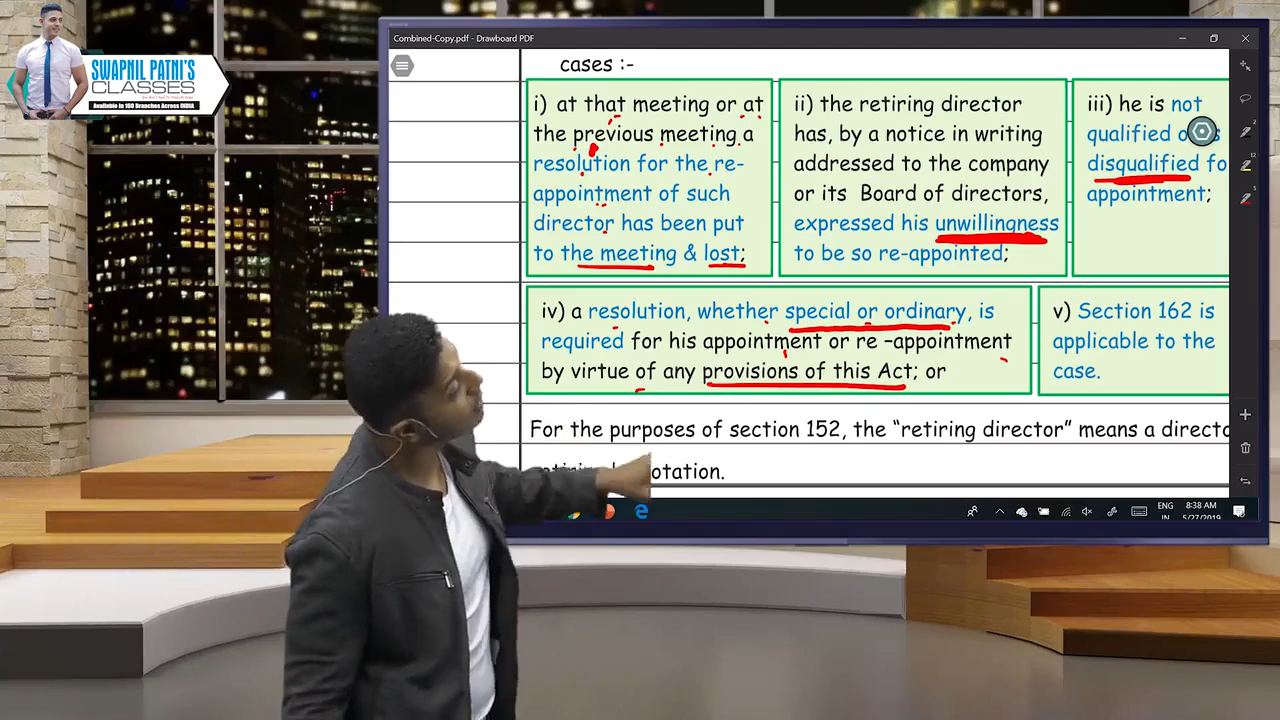 SWAPNIL PATNI'S
CLASSES
Available in 160 Branches Across INDIA
Combined-Copy.pdf - Drawboard PDF
cases :-
i) at that meeting or at
the previous meeting a
resolution for the re-
appointment of such
director has been put
to the meeting & lost;
ii) the retiring director
has, by a notice in writing
addressed to the company
or its Board of directors,
expressed his unwillingness
to be so re-appointed;
iii) he is not
qualified
disqualified fo
appointment;
iv) a resolution, whether special or ordinary, is
required for his appointment or re –appointment
by virtue of any provisions of this Act; or
v) Section 162 is
applicable to the
case.
For the purposes of section 152, the “retiring director” means a directo
otation.
ENG
IN
8:38 AM
5/27/2019